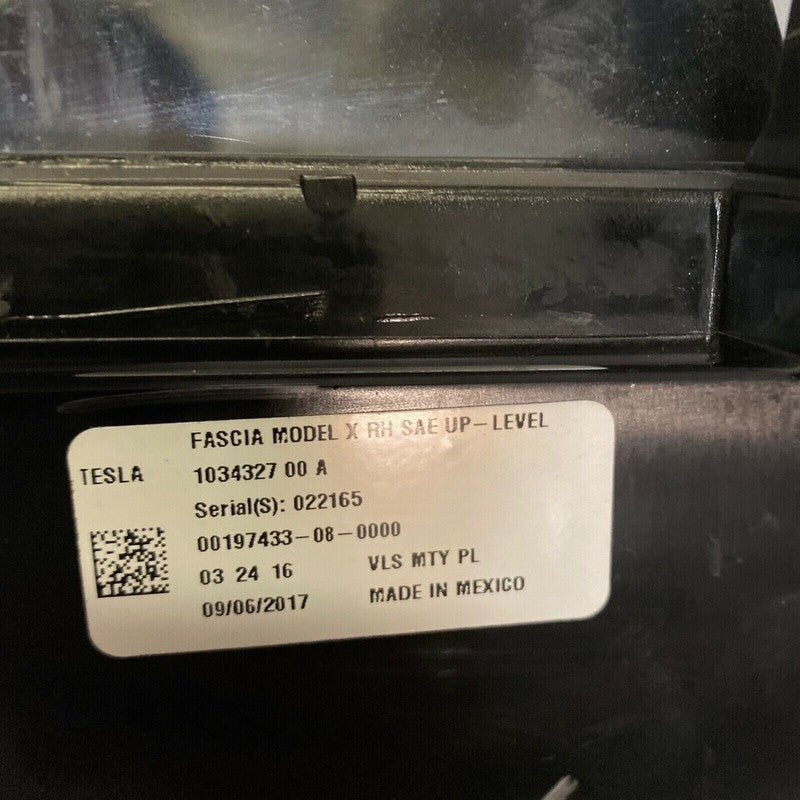 FASCIA MODEL X RH SAE UP-LEVEL
TESLA 1034327 00 A
Serial(S): 022165
00197433-08-0000
03 24 16 VLS MTY PL
09/06/2017 MADE IN MEXICO